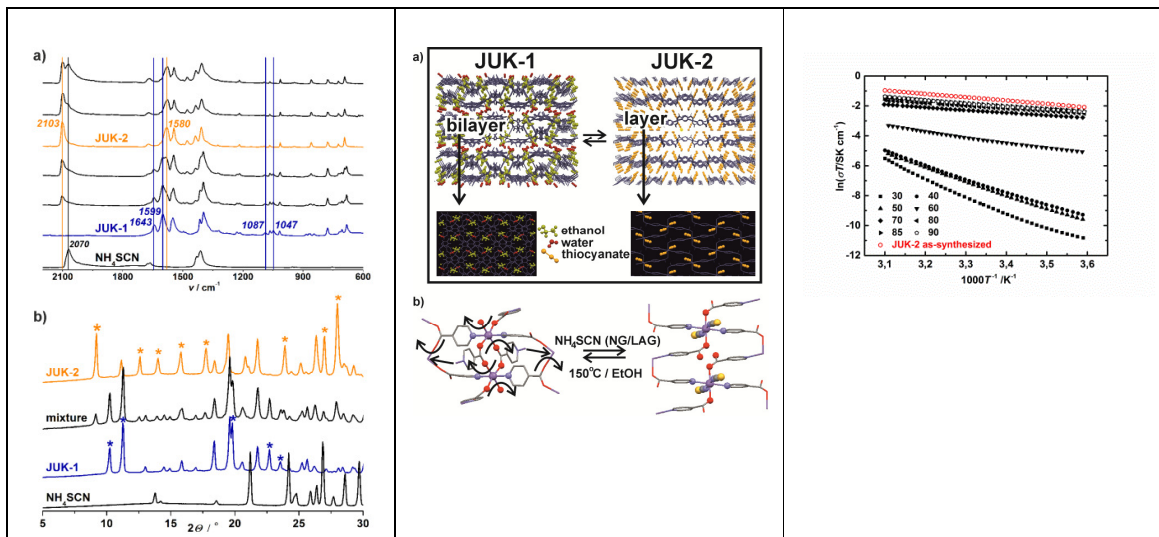 a)
2103
JUK-2
1580
1599
1643
JUK-1
1087
1047
2070
NH4SCN
2100 1800 1500 1200 900 600
ν / cm-1
b)
JUK-2
mixture
JUK-1
NH4SCN
5 10 15 20 25 30
2Θ / °
a)
JUK-1 JUK-2
bilayer layer
ethanol
water
thiocyanate
b)
NH4SCN (NG/LAG)
150°C / EtOH
ln(σT/SK cm-1)
0
-2
-4
-6
-8
-10
-12
30 40
50 60
70 80
85 90
JUK-2 as-synthesized
3,1 3,2 3,3 3,4 3,5 3,6
1000T-1 /K-1